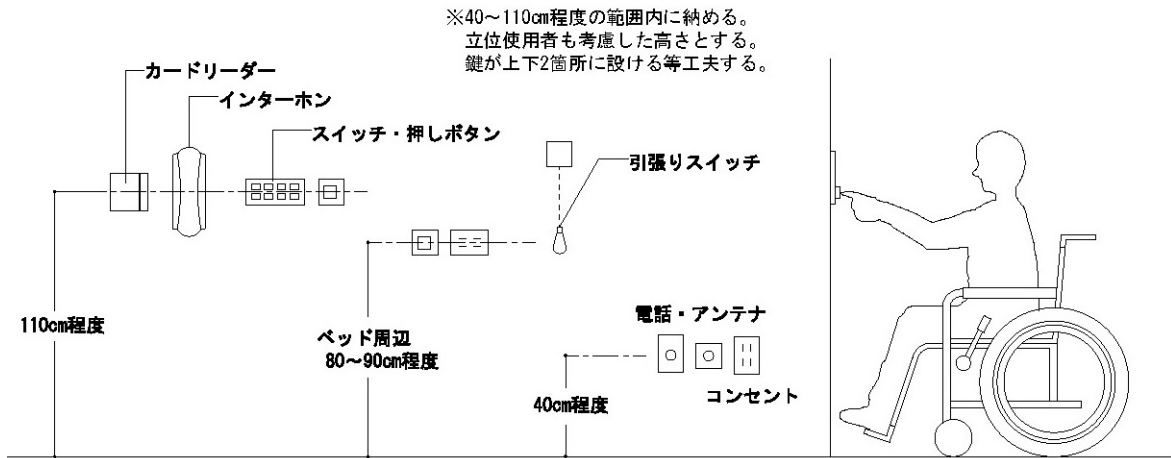 ※40~110cm程度の範囲内に納める。
立位使用者も考慮した高さとする。
鍵が上下2箇所に設ける等工夫する。
カードリーダー
インターホン
スイッチ・押しボタン
引張りスイッチ
110cm程度
ベッド周辺
80~90cm程度
電話・アンテナ
40cm程度
コンセント